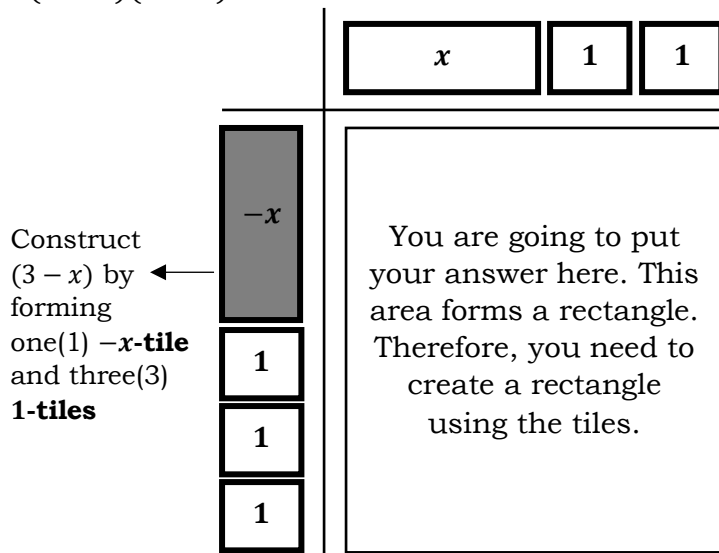 x 1 1
−x
1
1
1
Construct
(3 − x) by
forming
one(1) −x-tile
and three(3)
1-tiles
You are going to put
your answer here. This
area forms a rectangle.
Therefore, you need to
create a rectangle
using the tiles.